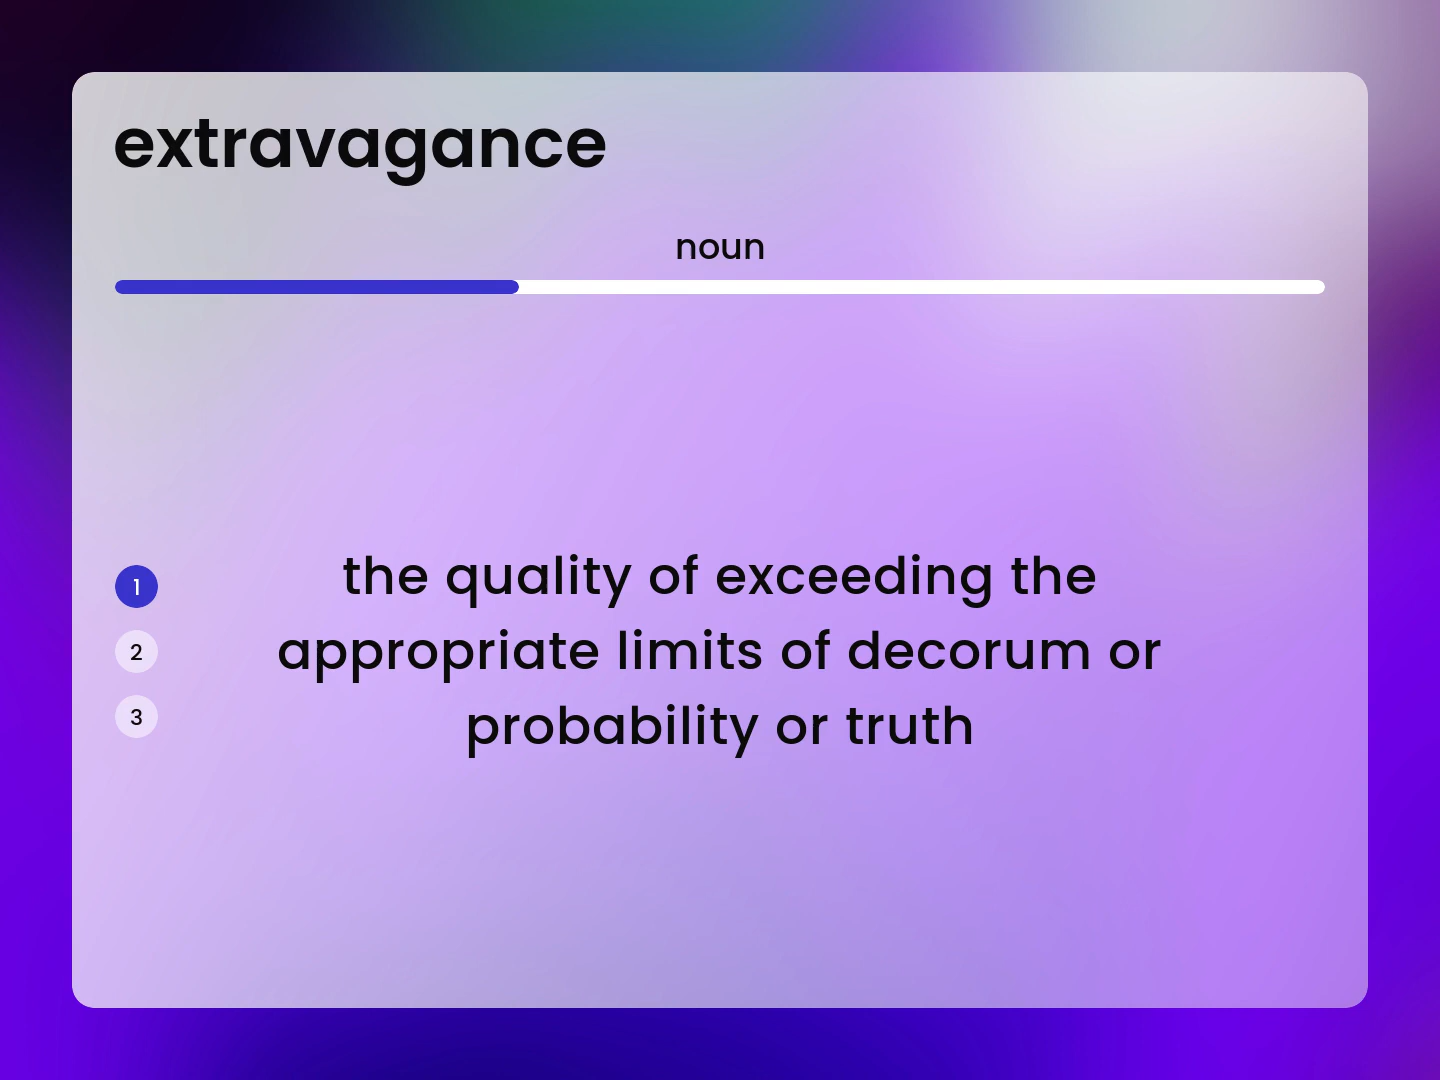 extravagance
noun
the quality of exceeding the
1
appropriate limits of decorum or
2
probability or truth
3